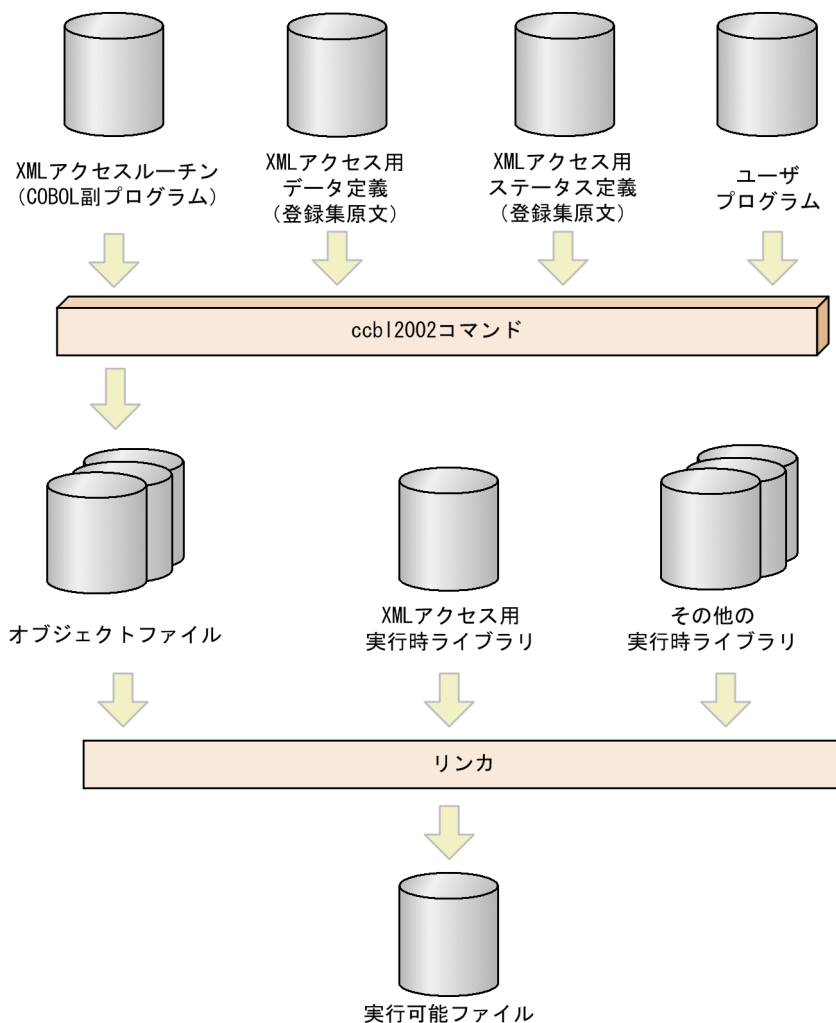 XMLアクセスルーチン
（COBOL副プログラム）
XMLアクセス用
データ定義
（登録集原文）
XMLアクセス用
ステータス定義
（登録集原文）
ユーザ
プログラム
ccbl2002コマンド
オブジェクトファイル
XMLアクセス用
実行時ライブラリ
その他の
実行時ライブラリ
リンカ
実行可能ファイル